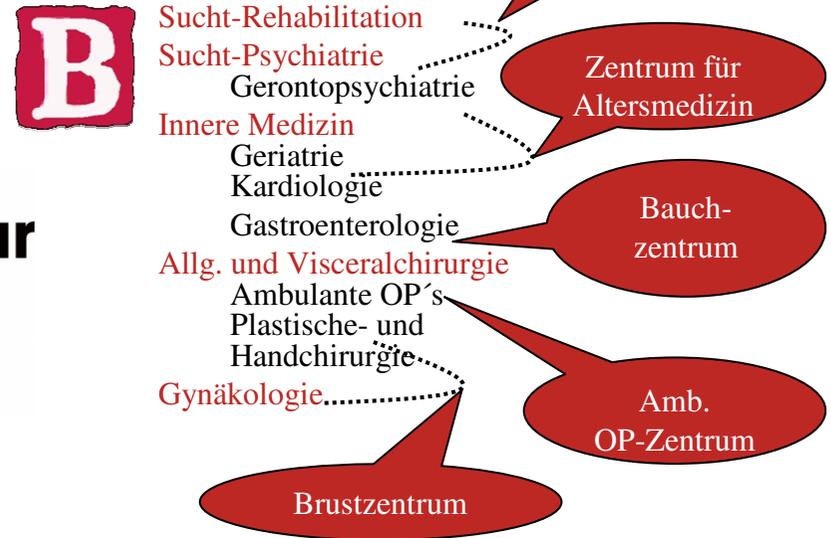 Sucht-Rehabilitation
B
Sucht-Psychiatrie
Gerontopsychiatrie
Zentrum für
Altersmedizin
Innere Medizin
Geriatrie
Kardiologie
Gastroenterologie
Bauch-
zentrum
ur
Allg. und Visceralchirurgie
Ambulante OP´s
Plastische- und
Handchirurgie
Gynäkologie
Amb.
OP-Zentrum
Brustzentrum